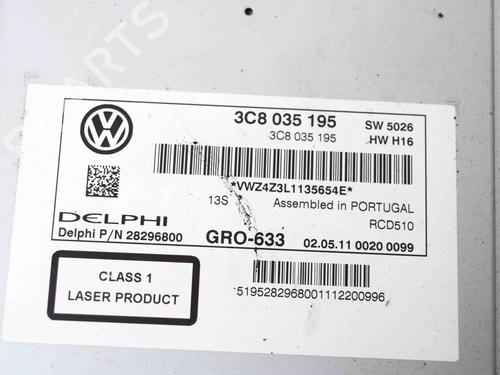 3C8 035 195
SW 5026
3C8 035 195
HW H16
*VWZ4Z3L1135654E*
13S
Assembled in PORTUGAL
RCD510
DELPHI
Delphi P/N 28296800
GRO-633
02.05.11 0020 0099
CLASS 1
LASER PRODUCT
5195282968001112200996